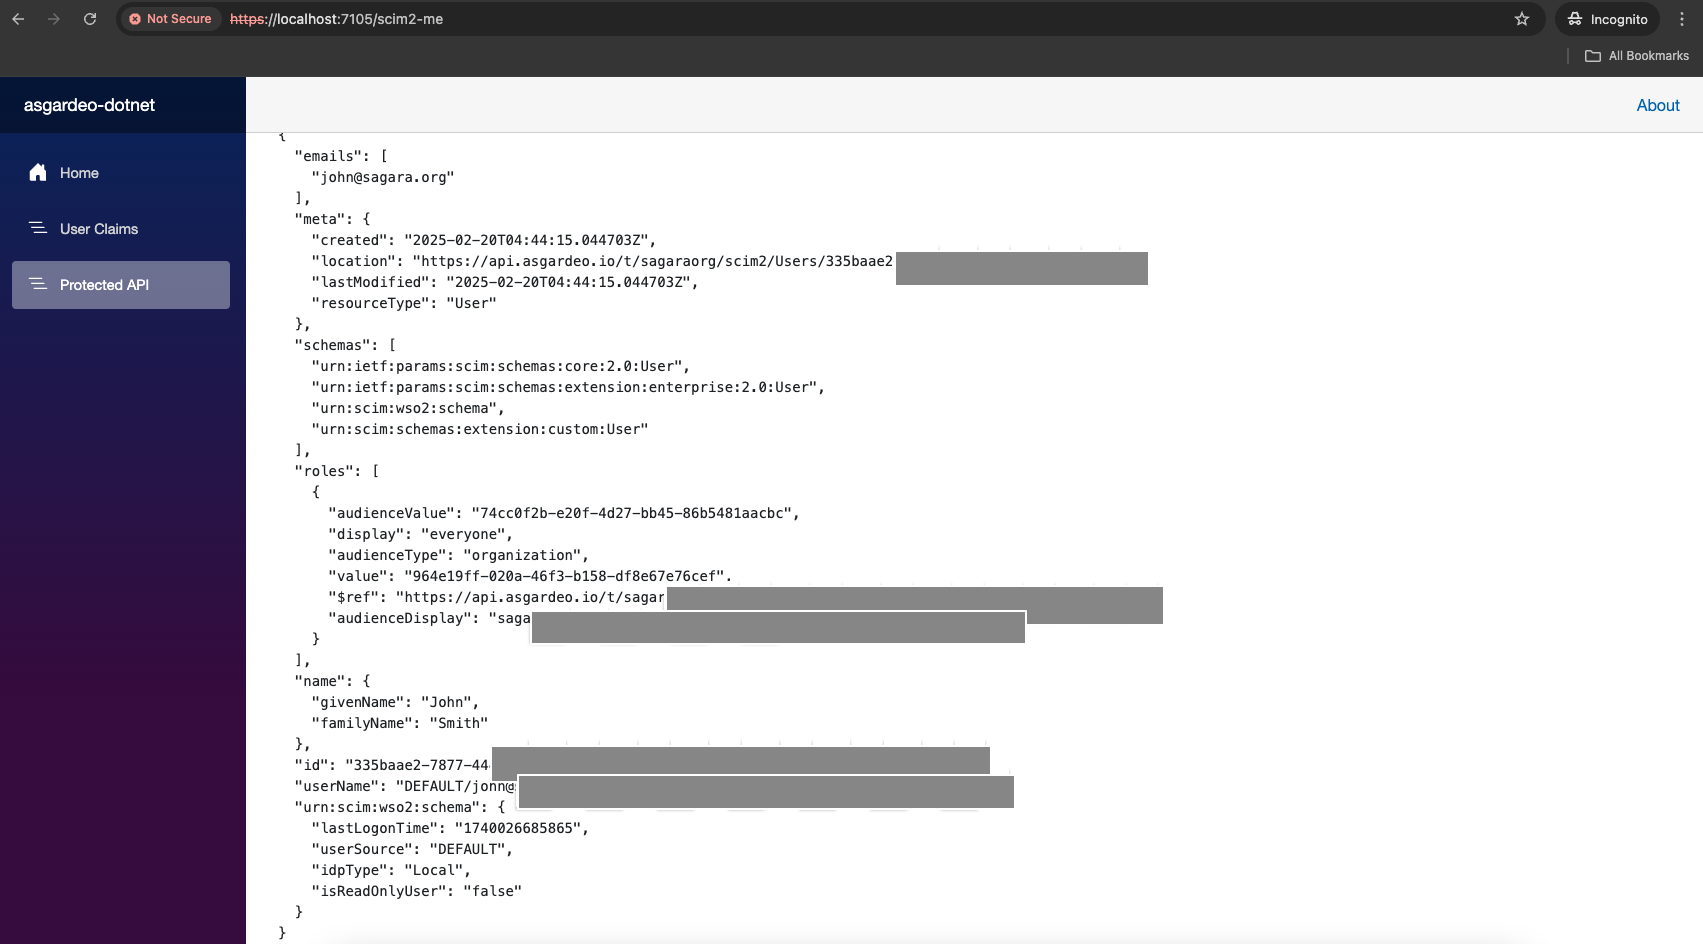 Not Secure https://localhost:7105/scim2-me Incognito
All Bookmarks
asgardeo-dotnet
About
Home
User Claims
Protected API
{
"emails": [
"john@sagara.org"
],
"meta": {
"created": "2025-02-20T04:44:15.044703Z",
"location": "https://api.asgardeo.io/t/sagaraorg/scim2/Users/335baae2
"lastModified": "2025-02-20T04:44:15.044703Z",
"resourceType": "User"
},
"schemas": [
"urn:ietf:params:scim:schemas:core:2.0:User",
"urn:ietf:params:scim:schemas:extension:enterprise:2.0:User",
"urn:scim:wso2:schema",
"urn:scim:schemas:extension:custom:User"
],
"roles": [
{
"audienceValue": "74cc0f2b-e20f-4d27-bb45-86b5481aacbc",
"display": "everyone",
"audienceType": "organization",
"value": "964e19ff-020a-46f3-b158-df8e67e76cef",
"$ref": "https://api.asgardeo.io/t/sagar
"audienceDisplay": "saga
}
],
"name": {
"givenName": "John",
"familyName": "Smith"
},
"id": "335baae2-7877-44
"userName": "DEFAULT/john@
"urn:scim:wso2:schema": {
"lastLogonTime": "1740026685865",
"userSource": "DEFAULT",
"idpType": "Local",
"isReadOnlyUser": "false"
}
}